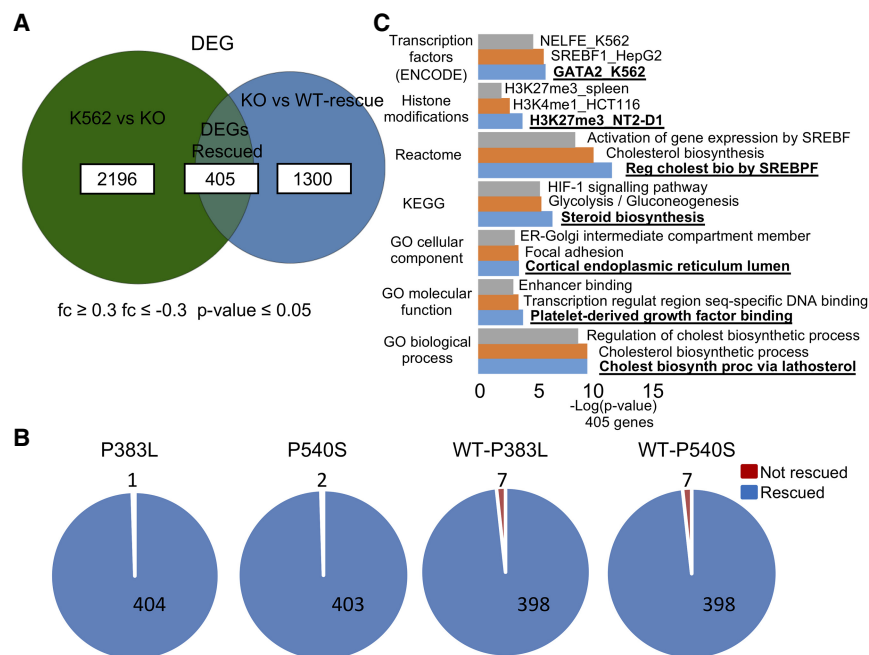 A
DEG
K562 vs KO
KO vs WT-rescue
DEGs
Rescued
2196
405
1300
fc ≥ 0.3 fc ≤ -0.3 p-value ≤ 0.05
C
Transcription
factors
(ENCODE)
NELFE_K562
SREBF1_HepG2
GATA2_K562
Histone
modifications
H3K27me3_spleen
H3K4me1_HCT116
H3K27me3_NT2-D1
Reactome
Activation of gene expression by SREBF
Cholesterol biosynthesis
Reg cholest bio by SREBPF
KEGG
HIF-1 signalling pathway
Glycolysis / Gluconeogenesis
Steroid biosynthesis
GO cellular
component
ER-Golgi intermediate compartment member
Focal adhesion
Cortical endoplasmic reticulum lumen
GO molecular
function
Enhancer binding
Transcription regulat region seq-specific DNA binding
Platelet-derived growth factor binding
GO biological
process
Regulation of cholest biosynthetic process
Cholesterol biosynthetic process
Cholest biosynth proc via lathosterol
0 5 10 15
-Log(p-value)
405 genes
B
P383L
1
404
P540S
2
403
WT-P383L
7
398
WT-P540S
7
398
Not rescued
Rescued